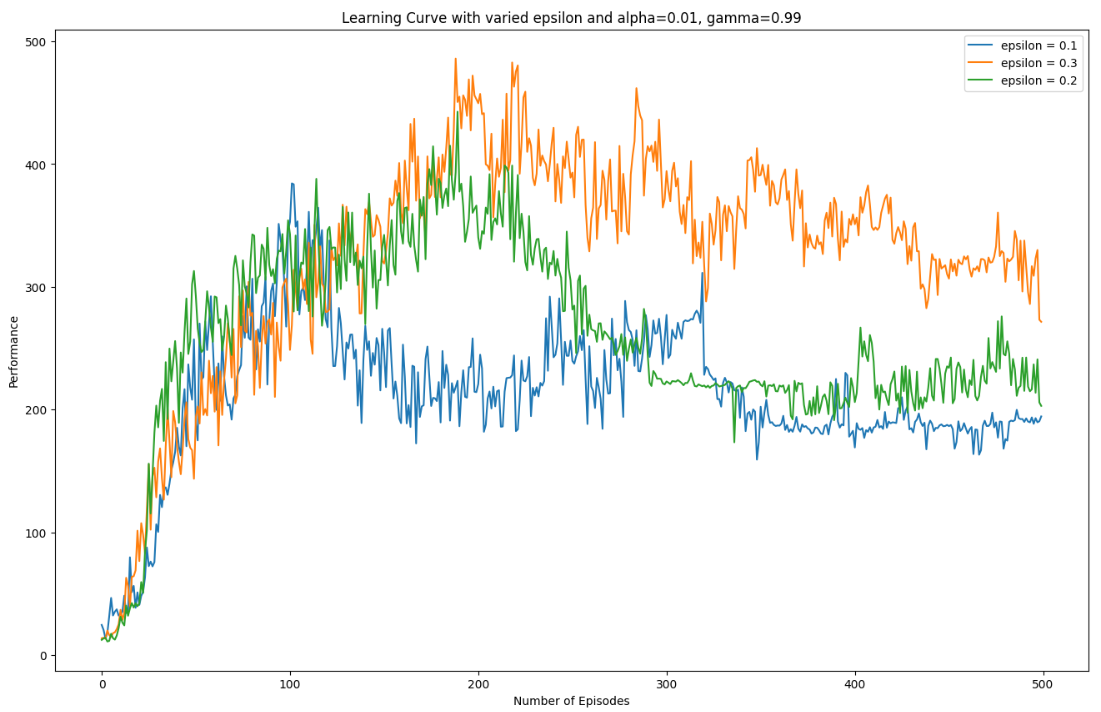 Learning Curve with varied epsilon and alpha=0.01, gamma=0.99
500
400
300
200
100
0
Performance
epsilon = 0.1
epsilon = 0.3
epsilon = 0.2
0 100 200 300 400 500
Number of Episodes